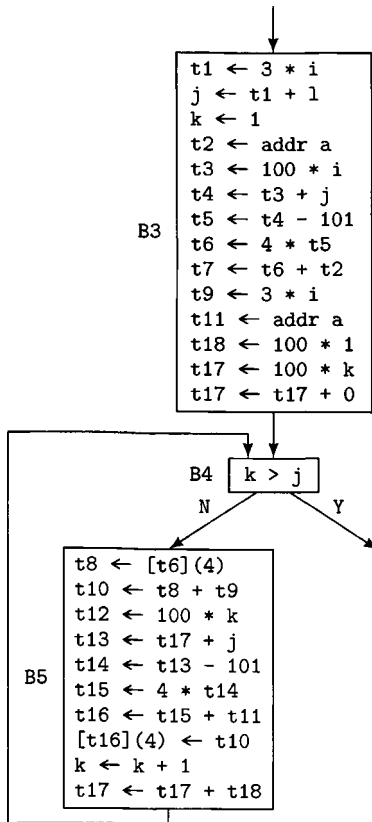 t1 ← 3 * i
j ← t1 + l
k ← 1
t2 ← addr a
t3 ← 100 * i
t4 ← t3 + j
t5 ← t4 - 101
B3
t6 ← 4 * t5
t7 ← t6 + t2
t9 ← 3 * i
t11 ← addr a
t18 ← 100 * 1
t17 ← 100 * k
t17 ← t17 + 0
B4
k > j
N
Y
t8 ← [t6](4)
t10 ← t8 + t9
t12 ← 100 * k
t13 ← t17 + j
t14 ← t13 - 101
B5
t15 ← 4 * t14
t16 ← t15 + t11
[t16](4) ← t10
k ← k + 1
t17 ← t17 + t18